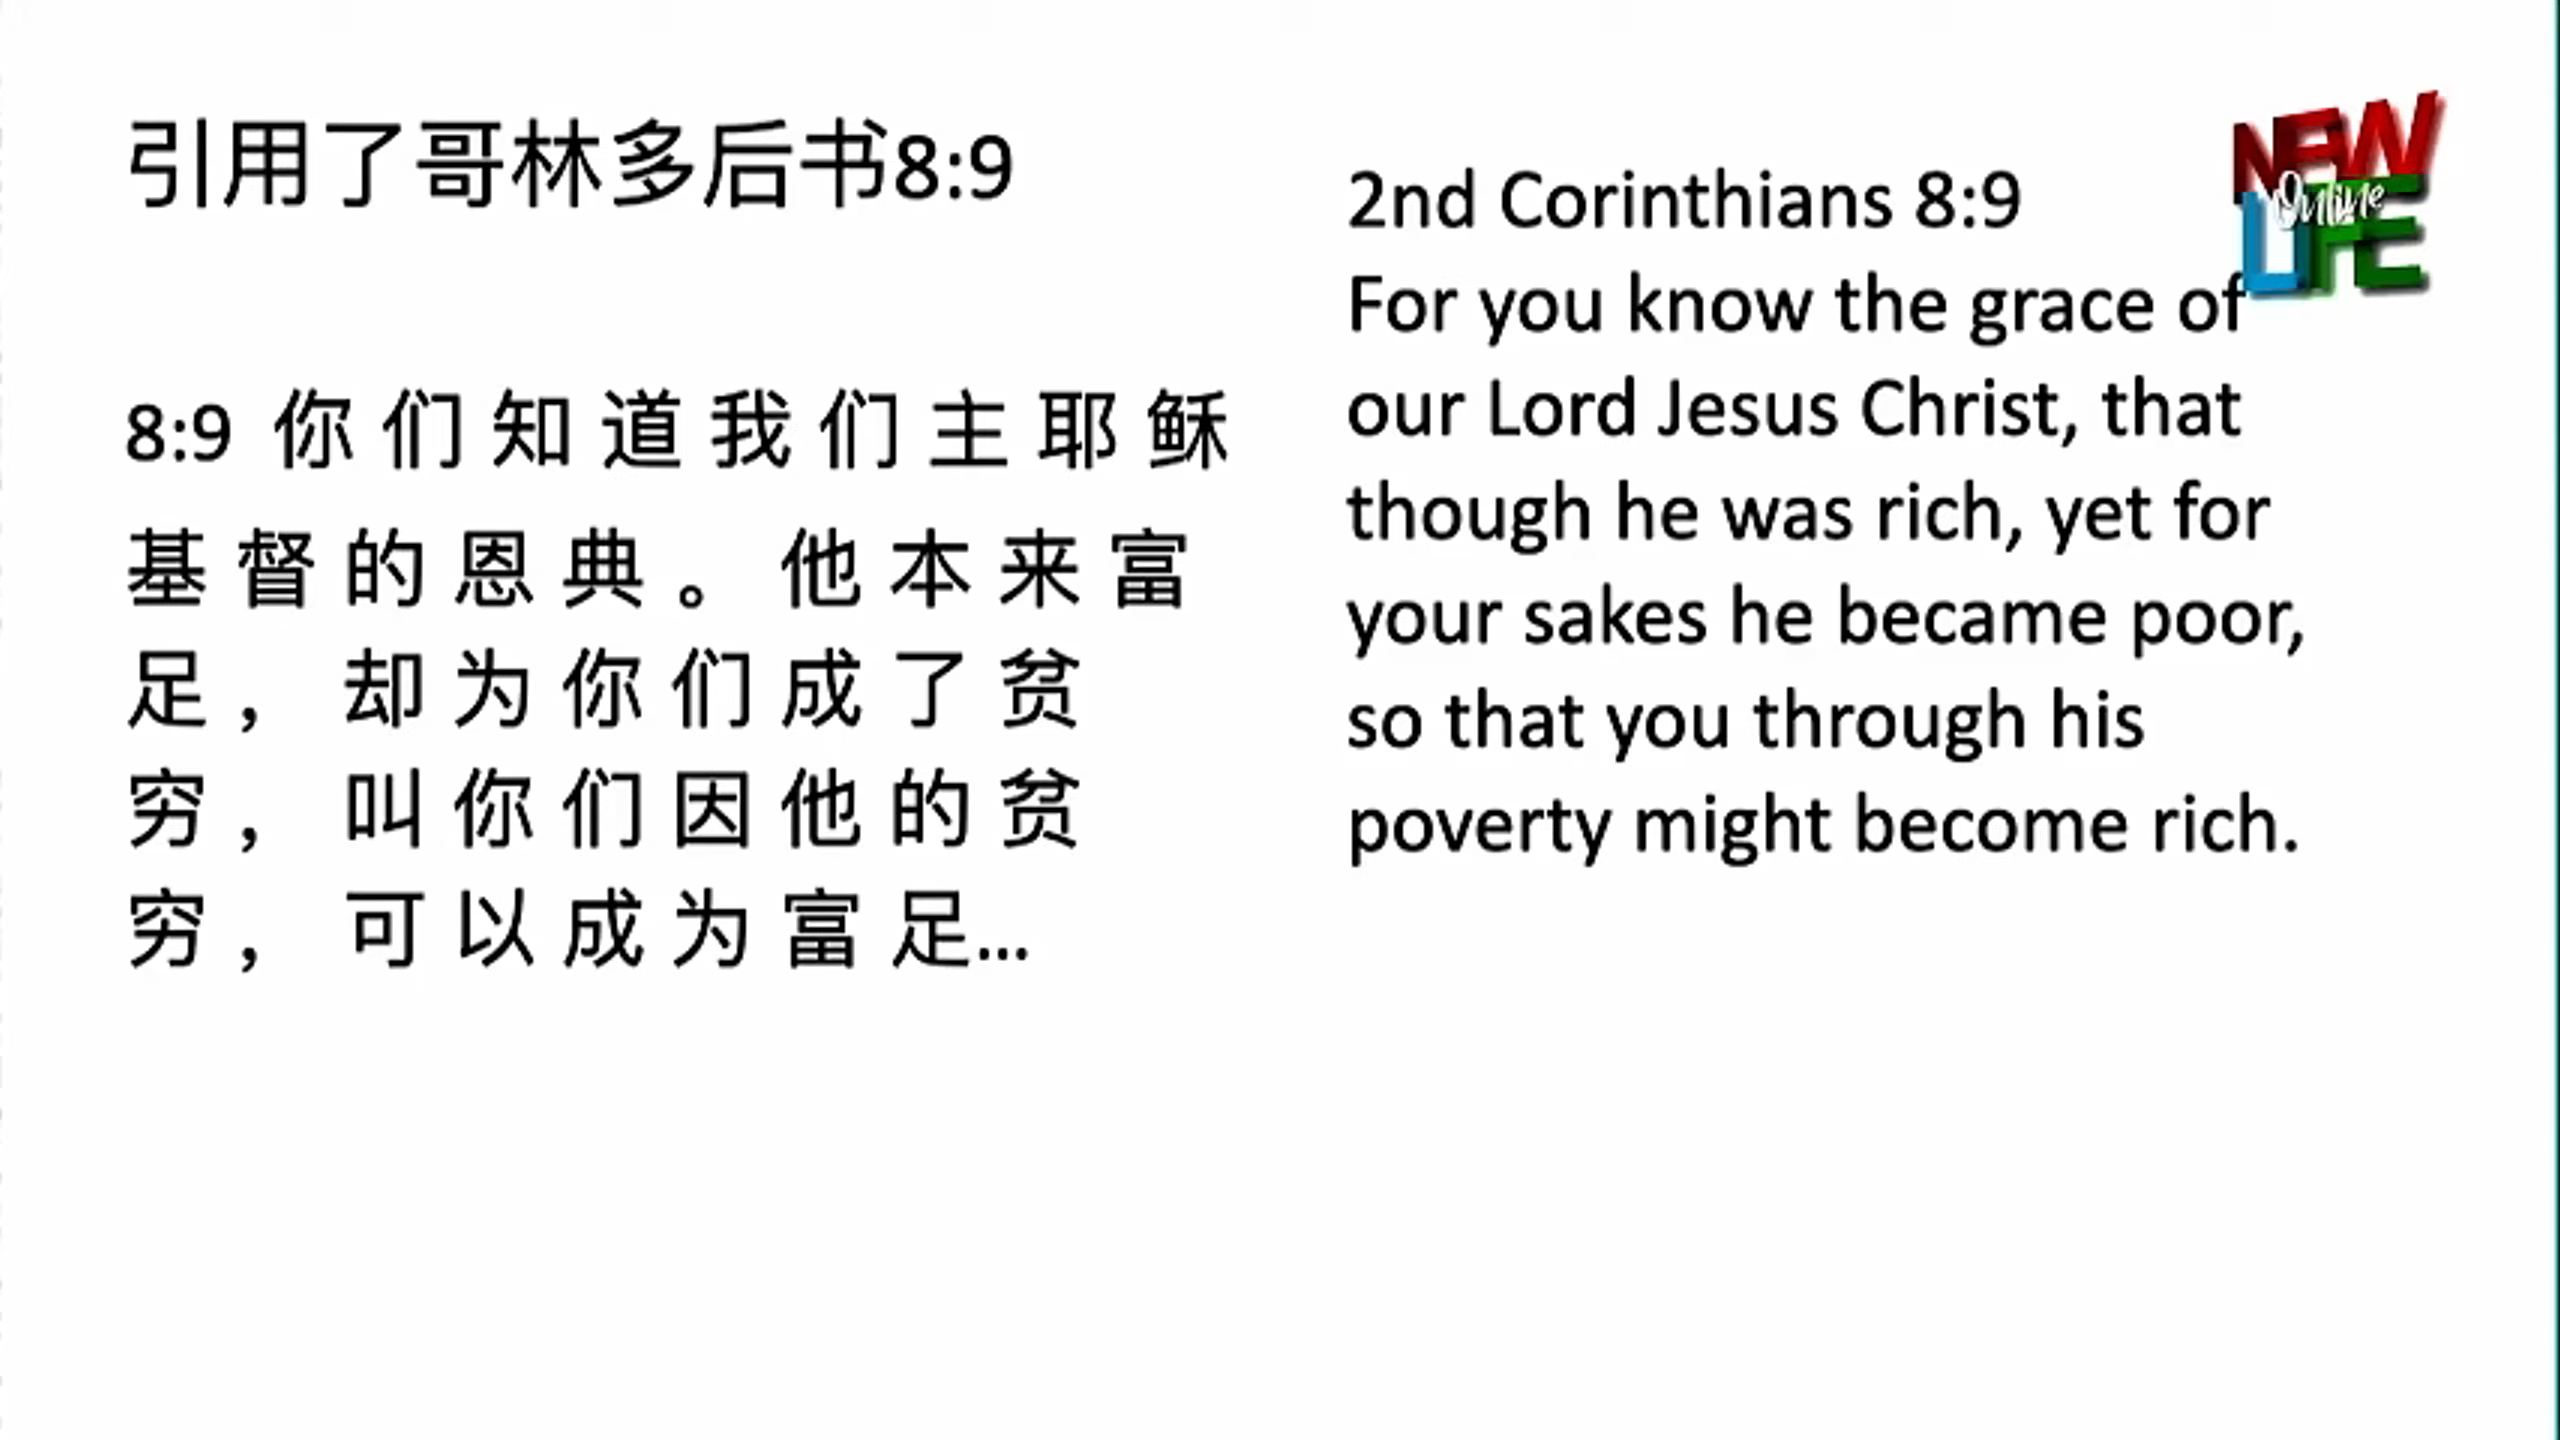 引用了哥林多后书8:9
8:9 你 们 知 道 我 们 主 耶 稣
基 督 的 恩 典 。 他 本 来 富
足 ， 却 为 你 们 成 了 贫
穷 ， 叫 你 们 因 他 的 贫
穷 ， 可 以 成 为 富 足...
2nd Corinthians 8:9
For you know the grace of
our Lord Jesus Christ, that
though he was rich, yet for
your sakes he became poor,
so that you through his
poverty might become rich.
NEW
Online
LIFE